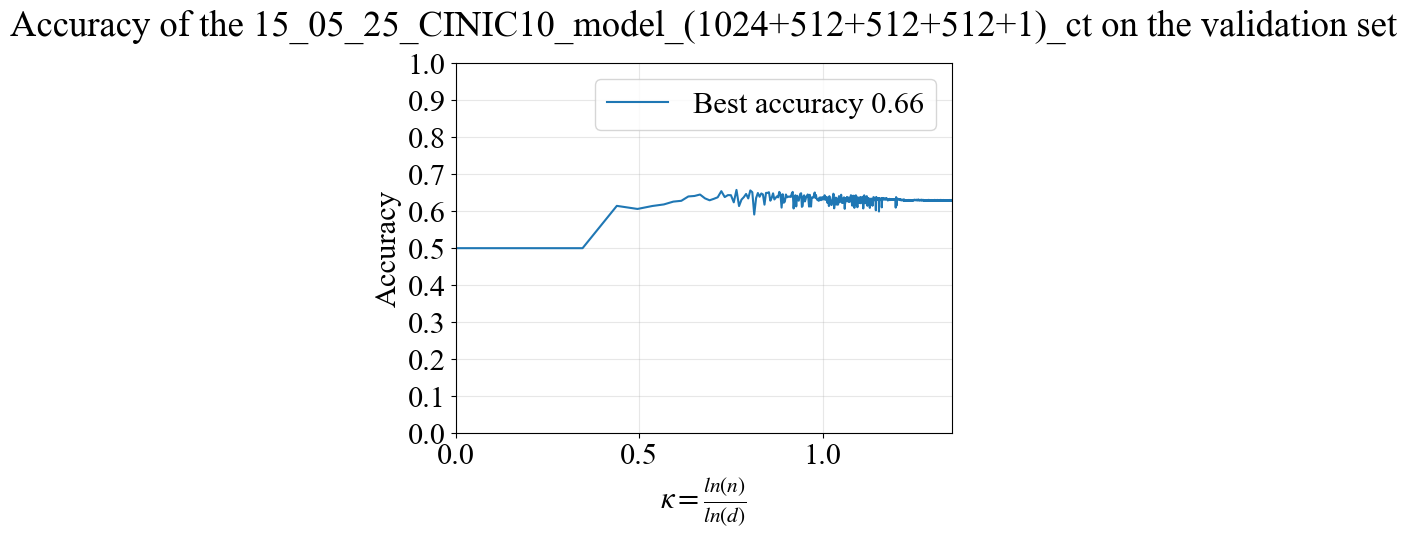 Accuracy of the 15_05_25_CINIC10_model_(1024+512+512+512+1)_ct on the validation set
1.0
0.9
0.8
0.7
0.6
0.5
0.4
0.3
0.2
0.1
0.0
Accuracy
Best accuracy 0.66
0.0 0.5 1.0
κ = ln(n)/ln(d)